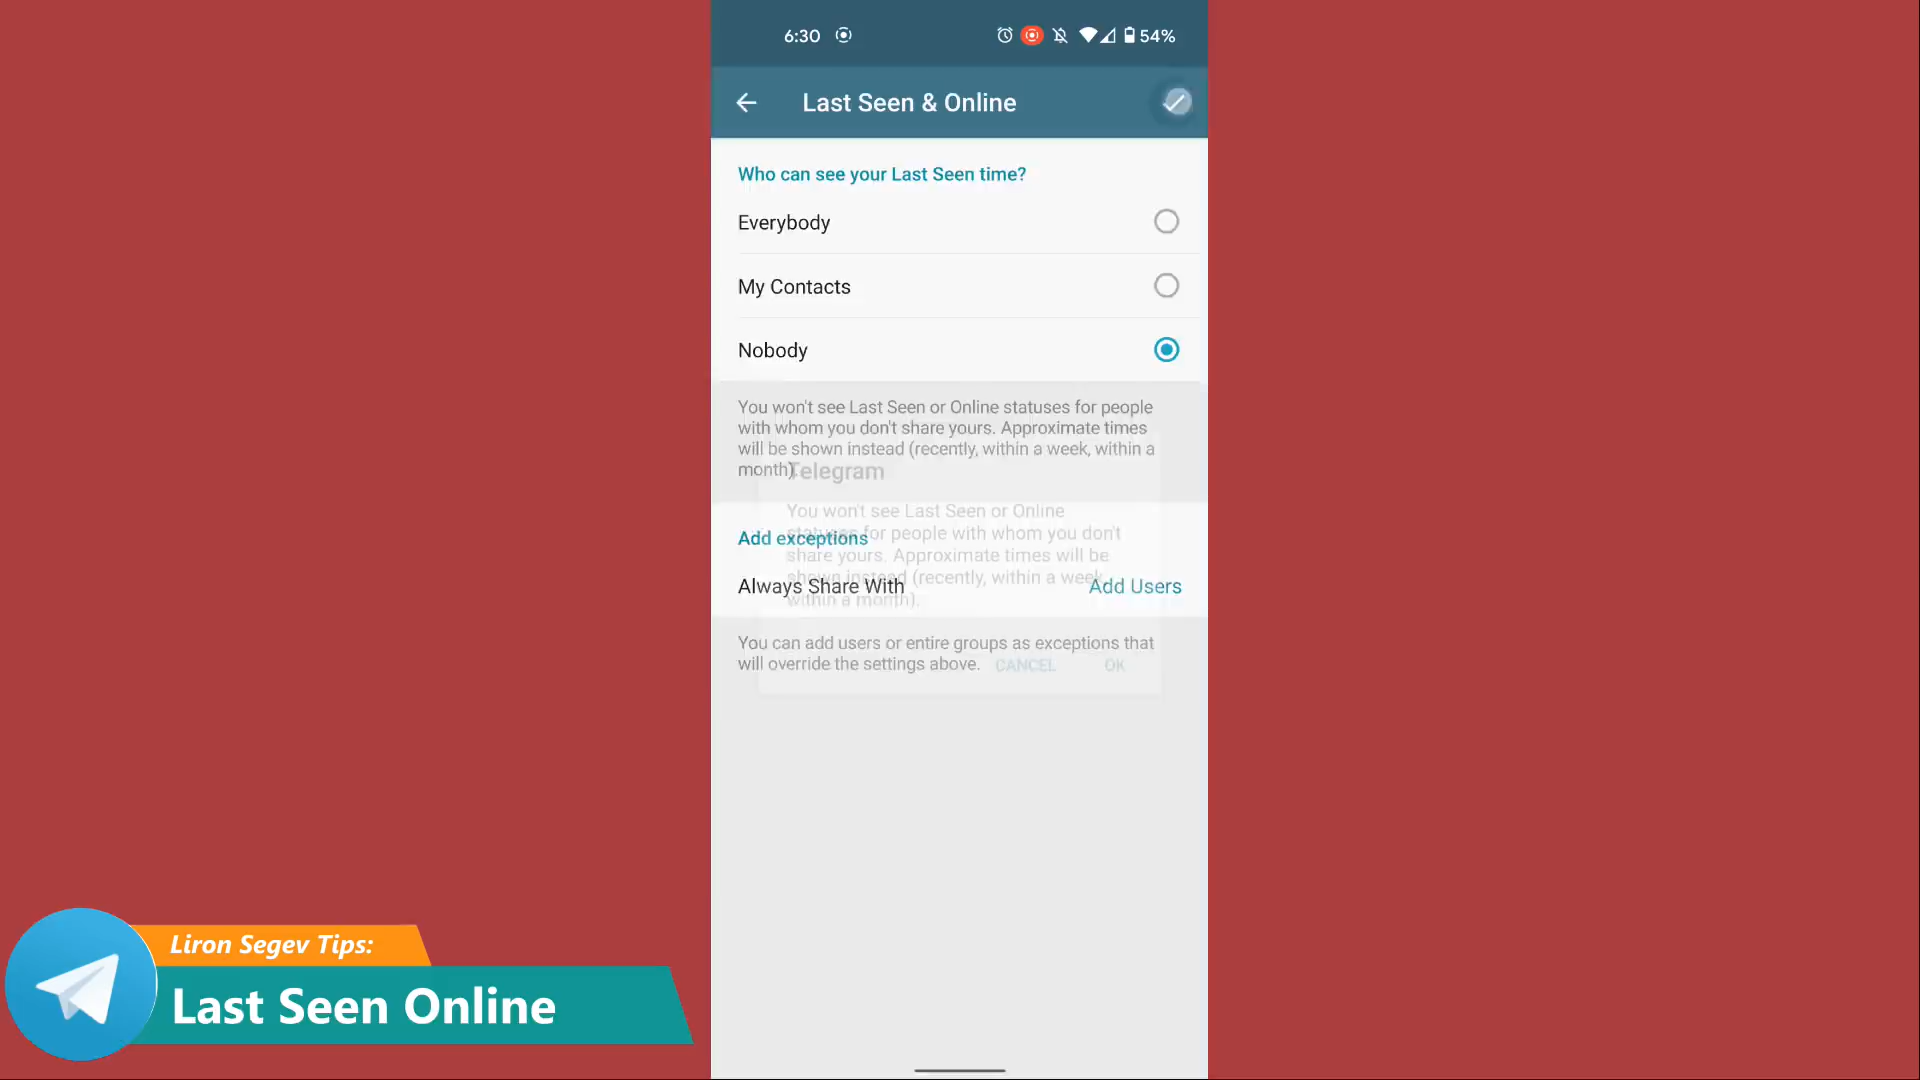 6:30
54%
Last Seen & Online
Who can see your Last Seen time?
Everybody
My Contacts
Nobody
You won't see Last Seen or Online statuses for people
with whom you don't share yours. Approximate times
will be shown instead (recently, within a week, within a
month).
Telegram
You won't see Last Seen or Online
statuses for people with whom you don't
share yours. Approximate times will be
shown instead (recently, within a week,
within a month).
CANCEL
OK
Add exceptions
Always Share With
Add Users
You can add users or entire groups as exceptions that
will override the settings above.
Liron Segev Tips:
Last Seen Online